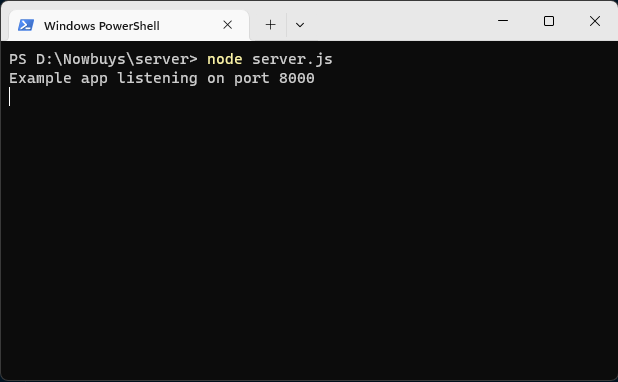 Windows PowerShell
PS D:\Nowbuys\server> node server.js
Example app listening on port 8000